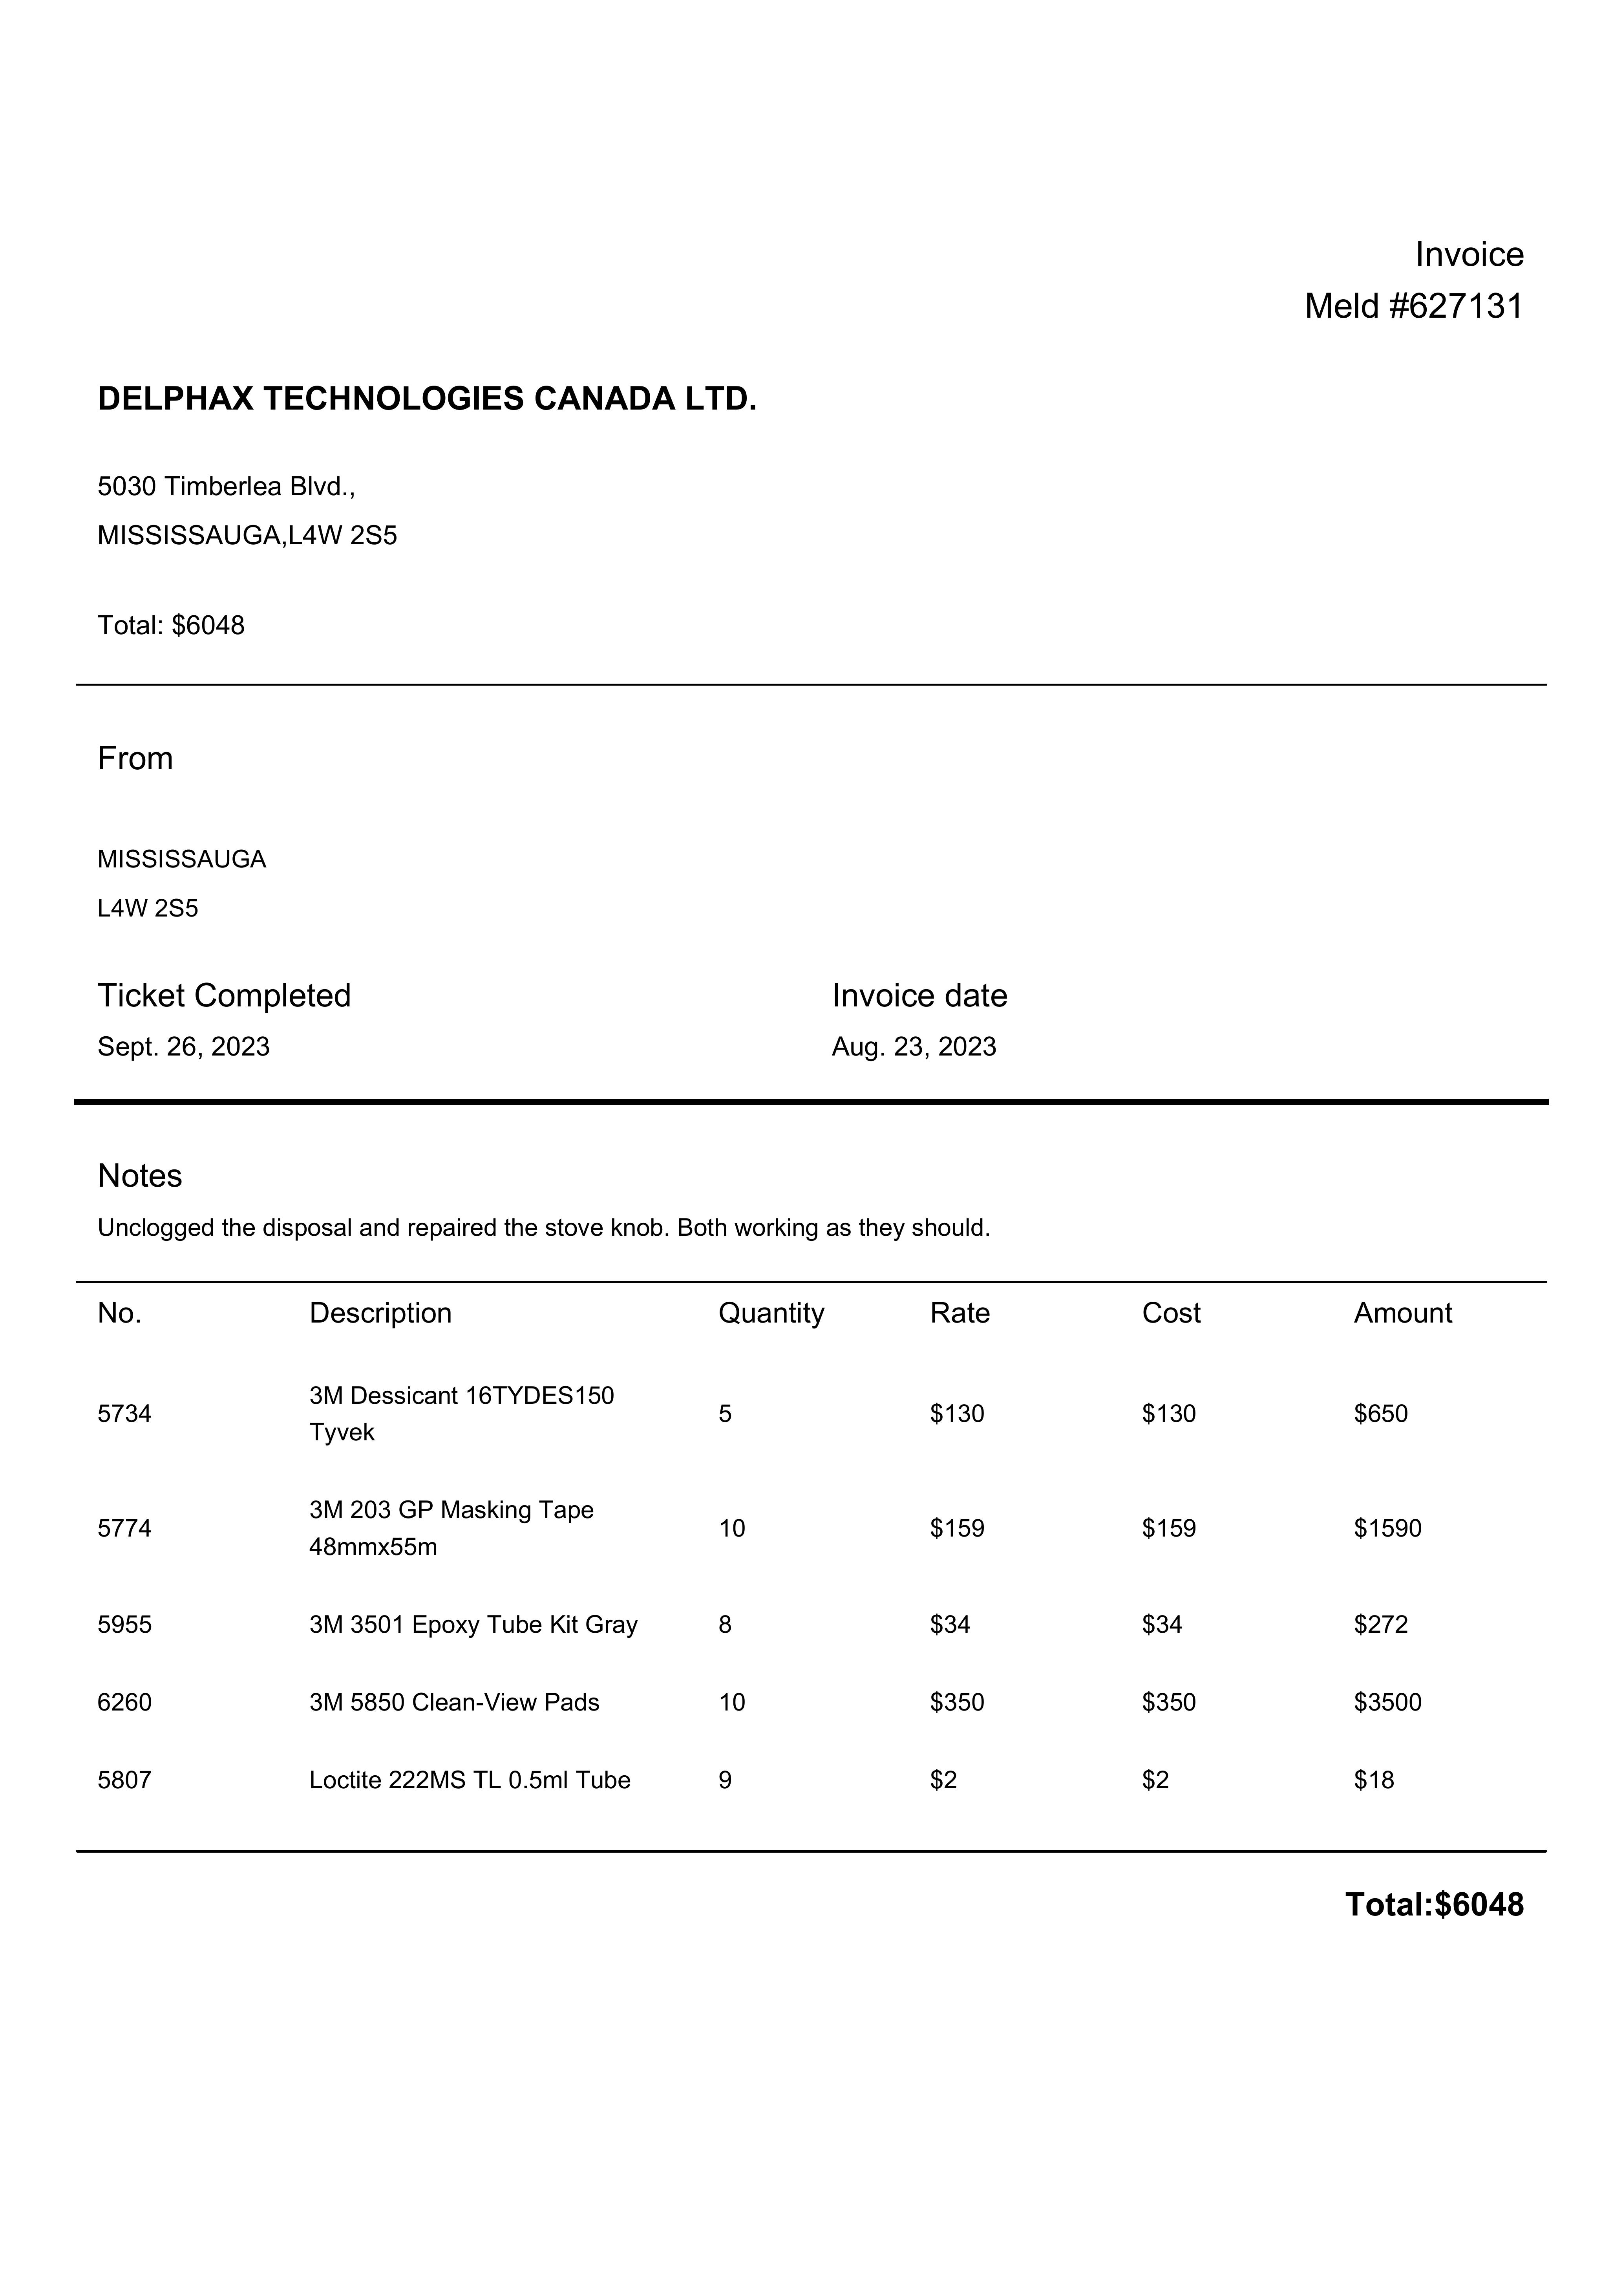 Invoice
Meld #627131
DELPHAX TECHNOLOGIES CANADA LTD.
5030 Timberlea Blvd.,
MISSISSAUGA,L4W 2S5
Total: $6048
From
MISSISSAUGA
L4W 2S5
Ticket Completed Invoice date
Sept. 26, 2023 Aug. 23, 2023
Notes
Unclogged the disposal and repaired the stove knob. Both working as they should.
No. Description Quantity Rate Cost Amount
3M Dessicant 16TYDES150
5734 5 $130 $130 $650
Tyvek
3M 203 GP Masking Tape
5774 10 $159 $159 $1590
48mmx55m
5955 3M 3501 Epoxy Tube Kit Gray 8 $34 $34 $272
6260 3M 5850 Clean-View Pads 10 $350 $350 $3500
5807 Loctite 222MS TL 0.5ml Tube 9 $2 $2 $18
Total:$6048